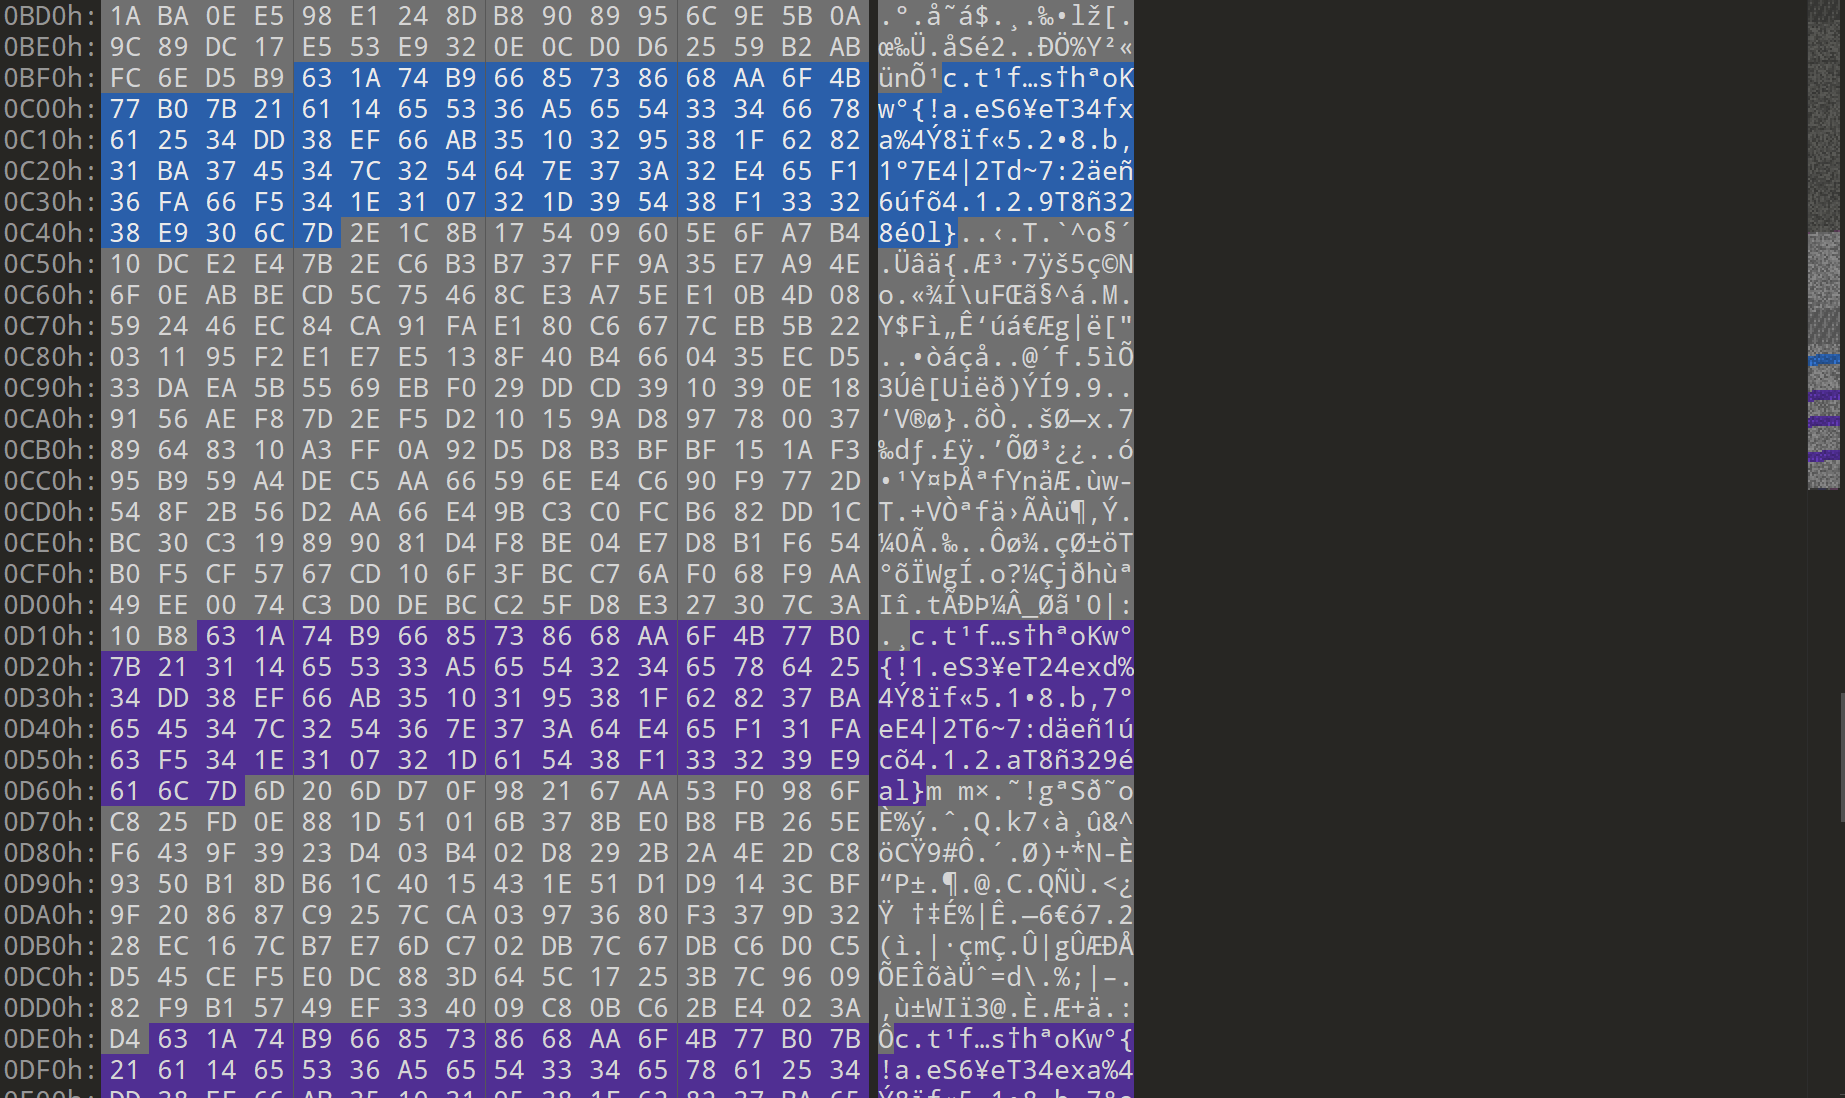 0BD0h: 1A BA 0E E5 98 E1 24 8D B8 90 89 95 6C 9E 5B 0A .º.å˜á$.¸.‰•lž[.
0BE0h: 9C 89 DC 17 E5 53 E9 32 0E 0C D0 D6 25 59 B2 AB œ‰Ü.åSé2..ÐÖ%Y²«
0BF0h: FC 6E D5 B9 63 1A 74 B9 66 85 73 86 68 AA 6F 4B ünÕ¹c.t¹f…s†hªoK
0C00h: 77 B0 7B 21 61 14 65 53 36 A5 65 54 33 34 66 78 w°{!a.eS6¥eT34fx
0C10h: 61 25 34 DD 38 EF 66 AB 35 10 32 95 38 1F 62 82 a%4Ý8ïf«5.2•8.b‚
0C20h: 31 BA 37 45 34 7C 32 54 64 7E 37 3A 32 E4 65 F1 1º7E4|2Td~7:2äeñ
0C30h: 36 FA 66 F5 34 1E 31 07 32 1D 39 54 38 F1 33 32 6úfõ4.1.2.9T8ñ32
0C40h: 38 E9 30 6C 7D 2E 1C 8B 17 54 09 60 5E 6F A7 B4 8é0l}..‹.T.`^o§´
0C50h: 10 DC E2 E4 7B 2E C6 B3 B7 37 FF 9A 35 E7 A9 4E .Üâä{.Æ³·7ÿš5ç©N
0C60h: 6F 0E AB BE CD 5C 75 46 8C E3 A7 5E E1 0B 4D 08 o.«¾Í\uFŒã§^á.M.
0C70h: 59 24 46 EC 84 CA 91 FA E1 80 C6 67 7C EB 5B 22 Y$Fì„Ê‘úá€Æg|ë["
0C80h: 03 11 95 F2 E1 E7 E5 13 8F 40 B4 66 04 35 EC D5 ..•òáçå..@´f.5ìÕ
0C90h: 33 DA EA 5B 55 69 EB F0 29 DD CD 39 10 39 0E 18 3Úê[Uiëð)ÝÍ9.9..
0CA0h: 91 56 AE F8 7D 2E F5 D2 10 15 9A D8 97 78 00 37 ‘V®ø}.õÒ..šØ—x.7
0CB0h: 89 64 83 10 A3 FF 0A 92 D5 D8 B3 BF BF 15 1A F3 ‰dƒ.£ÿ.’ÕØ³¿¿..ó
0CC0h: 95 B9 59 A4 DE C5 AA 66 59 6E E4 C6 90 F9 77 2D •¹Y¤ÞÅªfYnäÆ.ùw-
0CD0h: 54 8F 2B 56 D2 AA 66 E4 9B C3 C0 FC B6 82 DD 1C T.+VÒªfä›ÃÀü¶‚Ý.
0CE0h: BC 30 C3 19 89 90 81 D4 F8 BE 04 E7 D8 B1 F6 54 ¼0Ã.‰..Ôø¾.çØ±öT
0CF0h: B0 F5 CF 57 67 CD 10 6F 3F BC C7 6A F0 68 F9 AA °õÏWgÍ.o?¼Çjðhùª
0D00h: 49 EE 00 74 C3 D0 DE BC C2 5F D8 E3 27 30 7C 3A Iî.tÃÐÞ¼Â_Øã'0|:
0D10h: 10 B8 63 1A 74 B9 66 85 73 86 68 AA 6F 4B 77 B0 .¸c.t¹f…s†hªoKw°
0D20h: 7B 21 31 14 65 53 33 A5 65 54 32 34 65 78 64 25 {!1.eS3¥eT24exd%
0D30h: 34 DD 38 EF 66 AB 35 10 31 95 38 1F 62 82 37 BA 4Ý8ïf«5.1•8.b‚7º
0D40h: 65 45 34 7C 32 54 36 7E 37 3A 64 E4 65 F1 31 FA eE4|2T6~7:däeñ1ú
0D50h: 63 F5 34 1E 31 07 32 1D 61 54 38 F1 33 32 39 E9 cõ4.1.2.aT8ñ329é
0D60h: 61 6C 7D 6D 20 6D D7 0F 98 21 67 AA 53 F0 98 6F al}m m×.˜!gªSð˜o
0D70h: C8 25 FD 0E 88 1D 51 01 6B 37 8B E0 B8 FB 26 5E È%ý.ˆ.Q.k7‹à¸û&^
0D80h: F6 43 9F 39 23 D4 03 B4 02 D8 29 2B 2A 4E 2D C8 öCŸ9#Ô.´.Ø)+*N-È
0D90h: 93 50 B1 8D B6 1C 40 15 43 1E 51 D1 D9 14 3C BF “P±.¶.@.C.QÑÙ.<¿
0DA0h: 9F 20 86 87 C9 25 7C CA 03 97 36 80 F3 37 9D 32 Ÿ †‡É%|Ê.—6€ó7.2
0DB0h: 28 EC 16 7C B7 E7 6D C7 02 DB 7C 67 DB C6 D0 C5 (ì.|·çmÇ.Û|gÛÆÐÅ
0DC0h: D5 45 CE F5 E0 DC 88 3D 64 5C 17 25 3B 7C 96 09 ÕEÎõàÜˆ=d\.%;|–.
0DD0h: 82 F9 B1 57 49 EF 33 40 09 C8 0B C6 2B E4 02 3A ‚ù±WIï3@.È.Æ+ä.:
0DE0h: D4 63 1A 74 B9 66 85 73 86 68 AA 6F 4B 77 B0 7B Ôc.t¹f…s†hªoKw°{
0DF0h: 21 61 14 65 53 36 A5 65 54 33 34 65 78 61 25 34 !a.eS6¥eT34exa%4